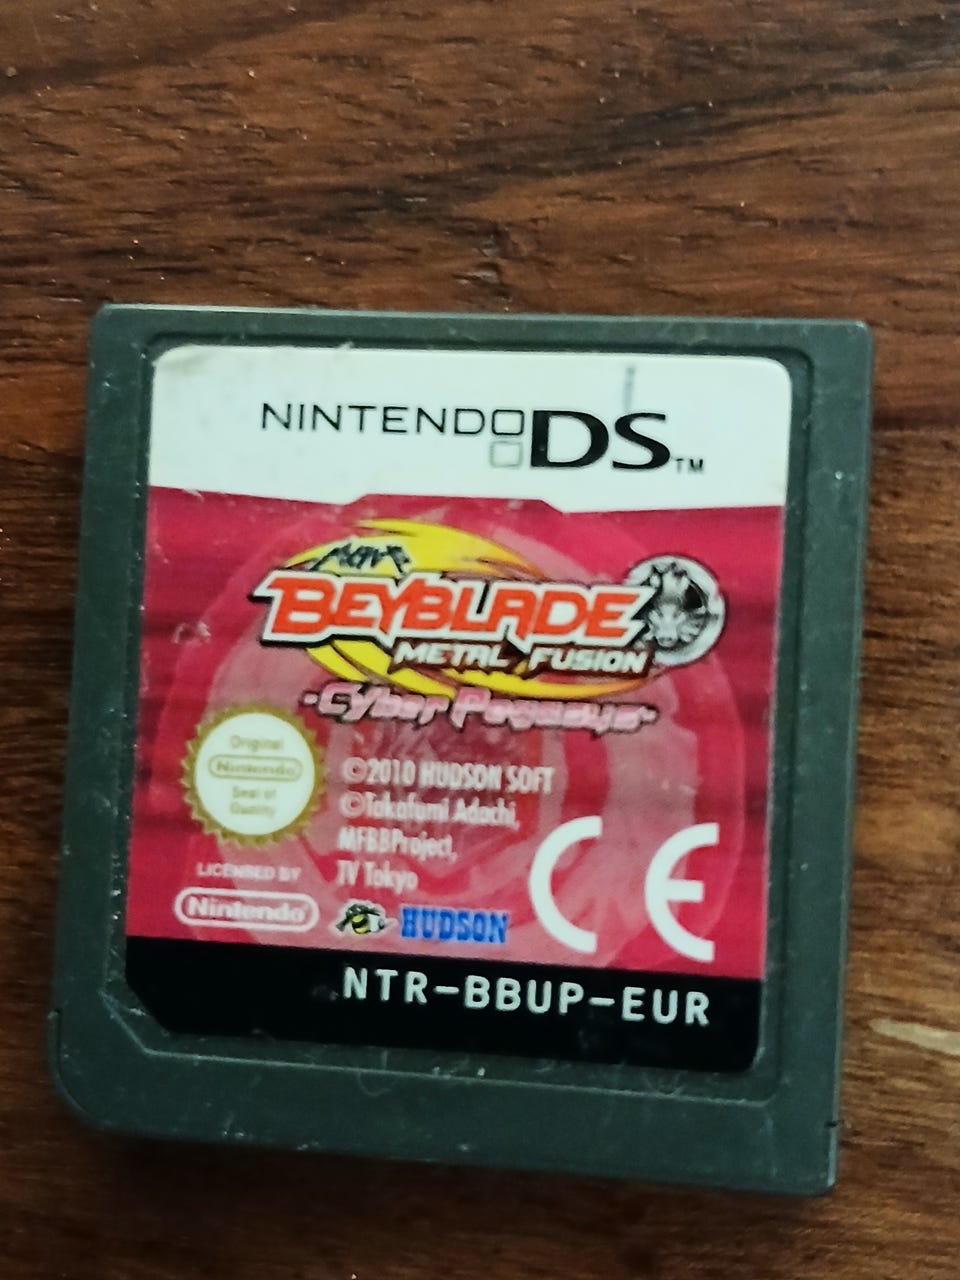 NINTENDO DS™
BEYBLADE
METAL FUSION
-Cyber Pegasus-
Original
Nintendo
Seal of
Quality
©2010 HUDSON SOFT
©Takafumi Adachi,
MFBBProject,
TV Tokyo
LICENSED BY
Nintendo
HUDSON
CE
NTR-BBUP-EUR